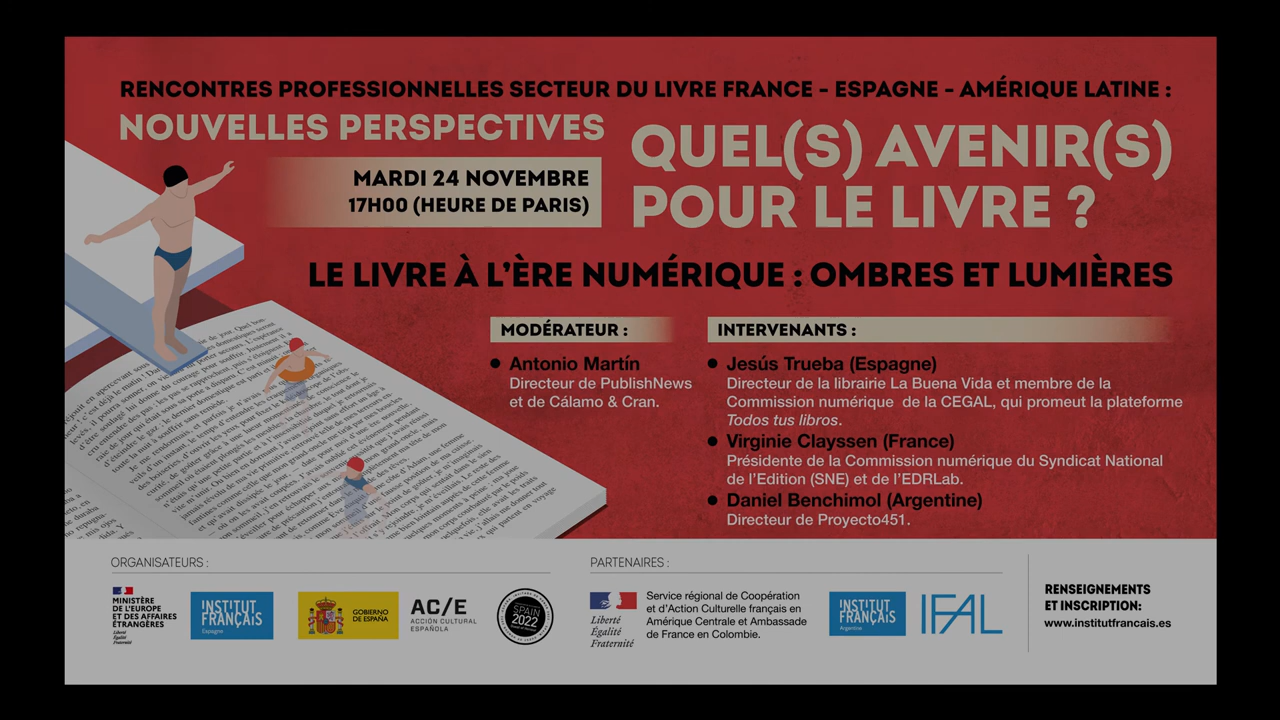 RENCONTRES PROFESSIONNELLES SECTEUR DU LIVRE FRANCE - ESPAGNE - AMÉRIQUE LATINE :
NOUVELLES PERSPECTIVES
MARDI 24 NOVEMBRE
17H00 (HEURE DE PARIS)
QUEL(S) AVENIR(S)
POUR LE LIVRE ?
LE LIVRE À L'ÈRE NUMÉRIQUE : OMBRES ET LUMIÈRES
MODÉRATEUR :
Antonio Martín
Directeur de PublishNews
et de Cálamo & Cran.
INTERVENANTS :
Jesús Trueba (Espagne)
Directeur de la librairie La Buena Vida et membre de la
Commission numérique de la CEGAL, qui promeut la plateforme
Todos tus libros.
Virginie Clayssen (France)
Présidente de la Commission numérique du Syndicat National
de l'Edition (SNE) et de l'EDRLab.
Daniel Benchimol (Argentine)
Directeur de Proyecto451.
ORGANISATEURS :
MINISTÈRE
DE L'EUROPE
ET DES AFFAIRES
ÉTRANGÈRES
Liberté
Égalité
Fraternité
INSTITUT
FRANÇAIS
Espagne
GOBIERNO
DE ESPAÑA
AC/E
ACCIÓN CULTURAL
ESPAÑOLA
SPAIN
2022
PARTENAIRES :
Liberté
Égalité
Fraternité
Service régional de Coopération
et d'Action Culturelle français en
Amérique Centrale et Ambassade
de France en Colombie.
INSTITUT
FRANÇAIS
Argentine
IFAL
RENSEIGNEMENTS
ET INSCRIPTION:
www.institutfrancais.es